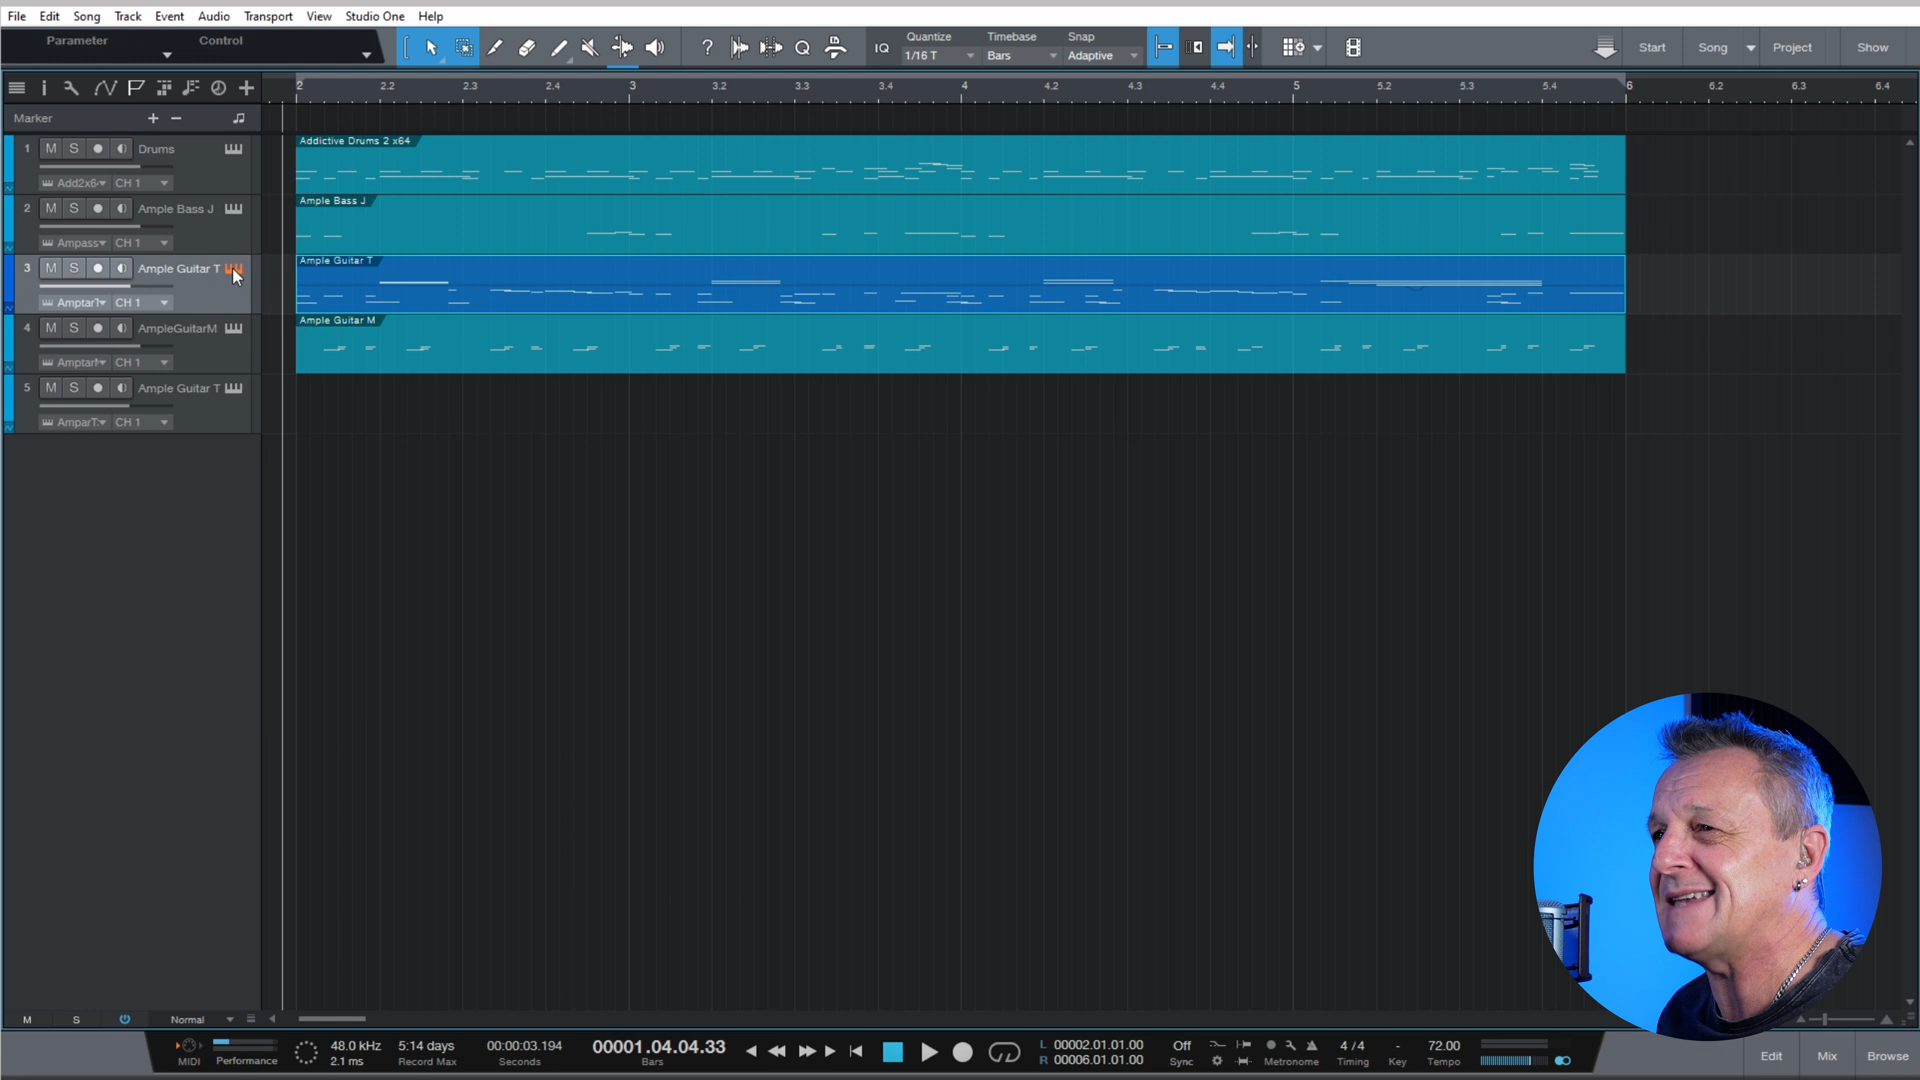 File Edit Song Track Event Audio Transport View Studio One Help
Parameter Control
? Q IQ Quantize 1/16 T Timebase Bars Snap Adaptive Start Song Project Show
2 2.2 2.3 2.4 3 3.2 3.3 3.4 4 4.2 4.3 4.4 5 5.2 5.3 5.4 6 6.2 6.3 6.4
Marker
1 M S Drums
Add2x6 CH 1
Addictive Drums 2 x64
2 M S Ample Bass J
Ampass CH 1
Ample Bass J
3 M S Ample Guitar T
AmptarT CH 1
Ample Guitar T
4 M S AmpleGuitarM
AmptarM CH 1
Ample Guitar M
5 M S Ample Guitar T
AmparT: CH 1
M S Normal
MIDI Performance
48.0 kHz
2.1 ms
5:14 days
Record Max
00:00:03.194
Seconds
00001.04.04.33
Bars
L 00002.01.01.00
R 00006.01.01.00
Off
Sync
Metronome
4 / 4
Timing
-
Key
72.00
Tempo
Edit Mix Browse